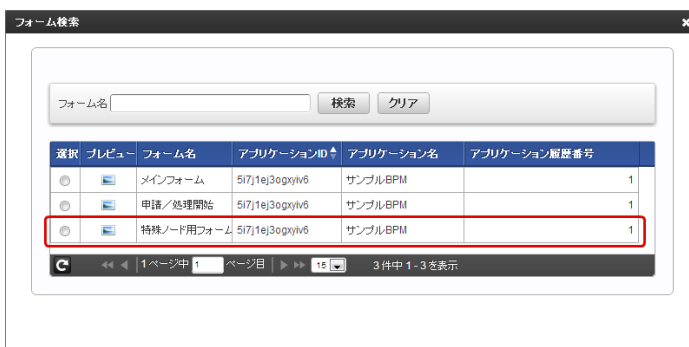 フォーム検索
フォーム名 検索 クリア
選択 プレビュー フォーム名 アプリケーションID アプリケーション名 アプリケーション履歴番号
メインフォーム 5i7j1ej3ogxyiv6 サンプルBPM 1
申請／処理開始 5i7j1ej3ogxyiv6 サンプルBPM 1
特殊ノード用フォーム 5i7j1ej3ogxyiv6 サンプルBPM 1
1ページ中 1 ページ目 15 3件中1-3を表示